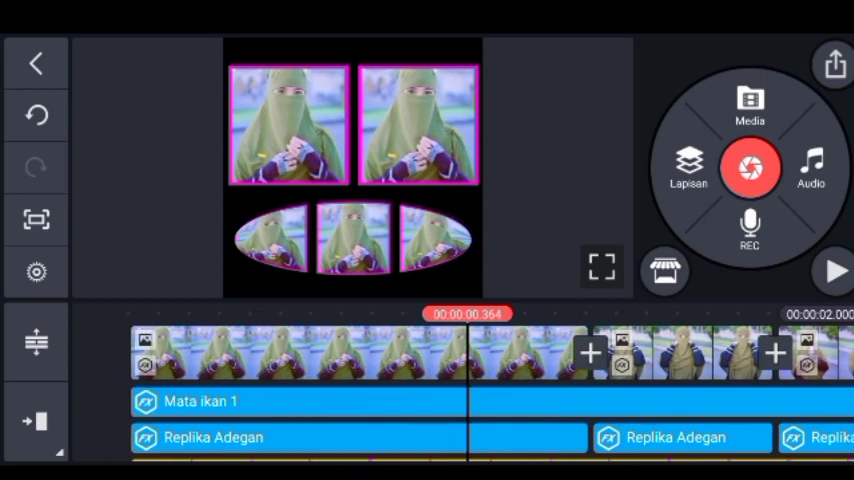 Media
Lapisan
Audio
REC
00:00:00.364
00:00:02.000
Mata ikan 1
Replika Adegan
Replika Adegan
Replika